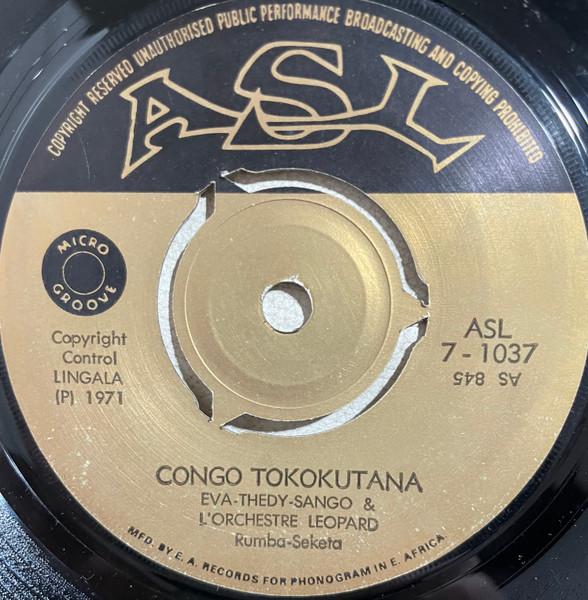 COPYRIGHT RESERVED UNAUTHORISED PUBLIC PERFORMANCE BROADCASTING AND COPYING PROHIBITED
ASL
MICRO
GROOVE
Copyright
Control
LINGALA
(P) 1971
ASL
7-1037
AS 845
CONGO TOKOKUTANA
EVA-THEDY-SANGO &
L'ORCHESTRE LEOPARD
Rumba-Seketa
MFD. BY E. A. RECORDS FOR PHONOGRAM IN E. AFRICA